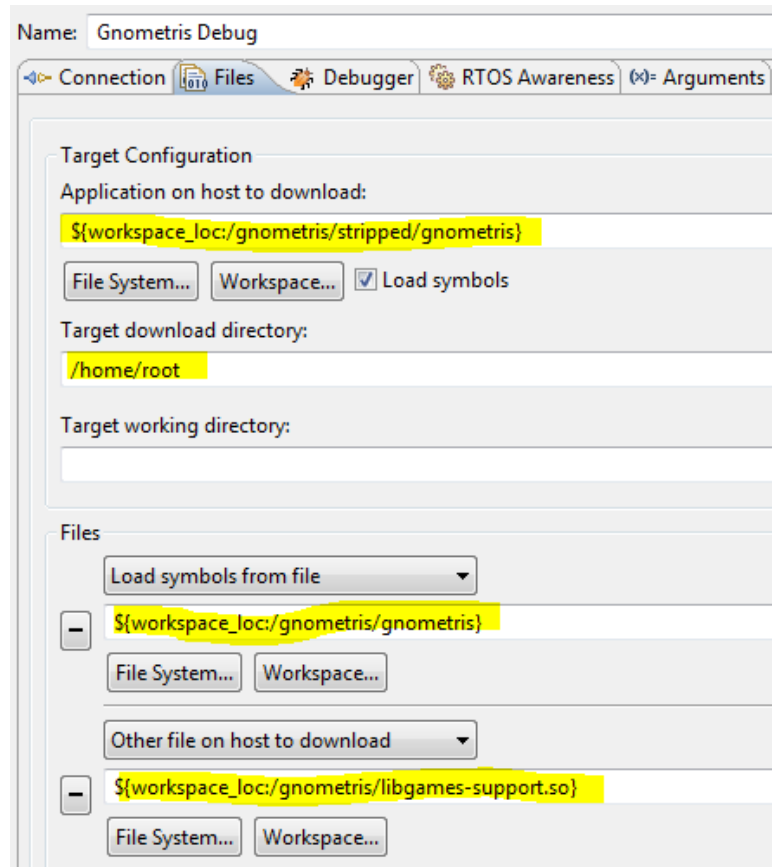 Name: Gnometris Debug
Connection Files Debugger RTOS Awareness (x)= Arguments
Target Configuration
Application on host to download:
${workspace_loc:/gnometris/stripped/gnometris}
File System... Workspace... Load symbols
Target download directory:
/home/root
Target working directory:
Files
Load symbols from file
${workspace_loc:/gnometris/gnometris}
File System... Workspace...
Other file on host to download
${workspace_loc:/gnometris/libgames-support.so}
File System... Workspace...